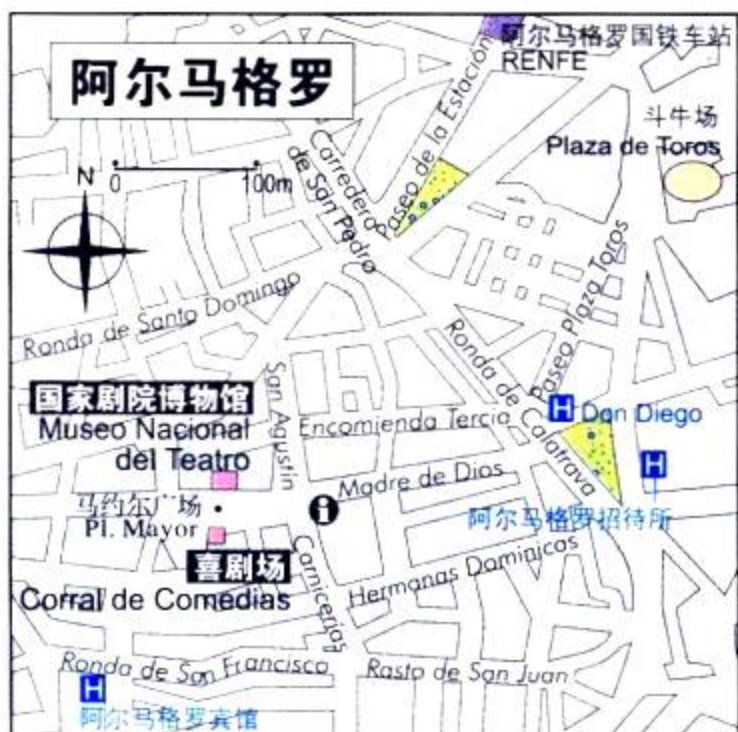 阿尔马格罗
阿尔马格罗国铁车站
RENFE
斗牛场
Plaza de Toros
N
0 100m
Carredero
de San Pedro
Paseo de la Estación
Paseo Plaza Toros
Ronda de Santo Domingo
Ronda de Calatrava
国家剧院博物馆
Museo Nacional
del Teatro
San Agustín
Encomienda Tercia
H Don Diego
Madre de Dios
H
阿尔马格罗招待所
马约尔广场
Pl. Mayor
i
喜剧场
Corral de Comedias
Carnicerías
Hermanas Dominicas
Ronda de San Francisco
Rasto de San Juan
H
阿尔马格罗宾馆